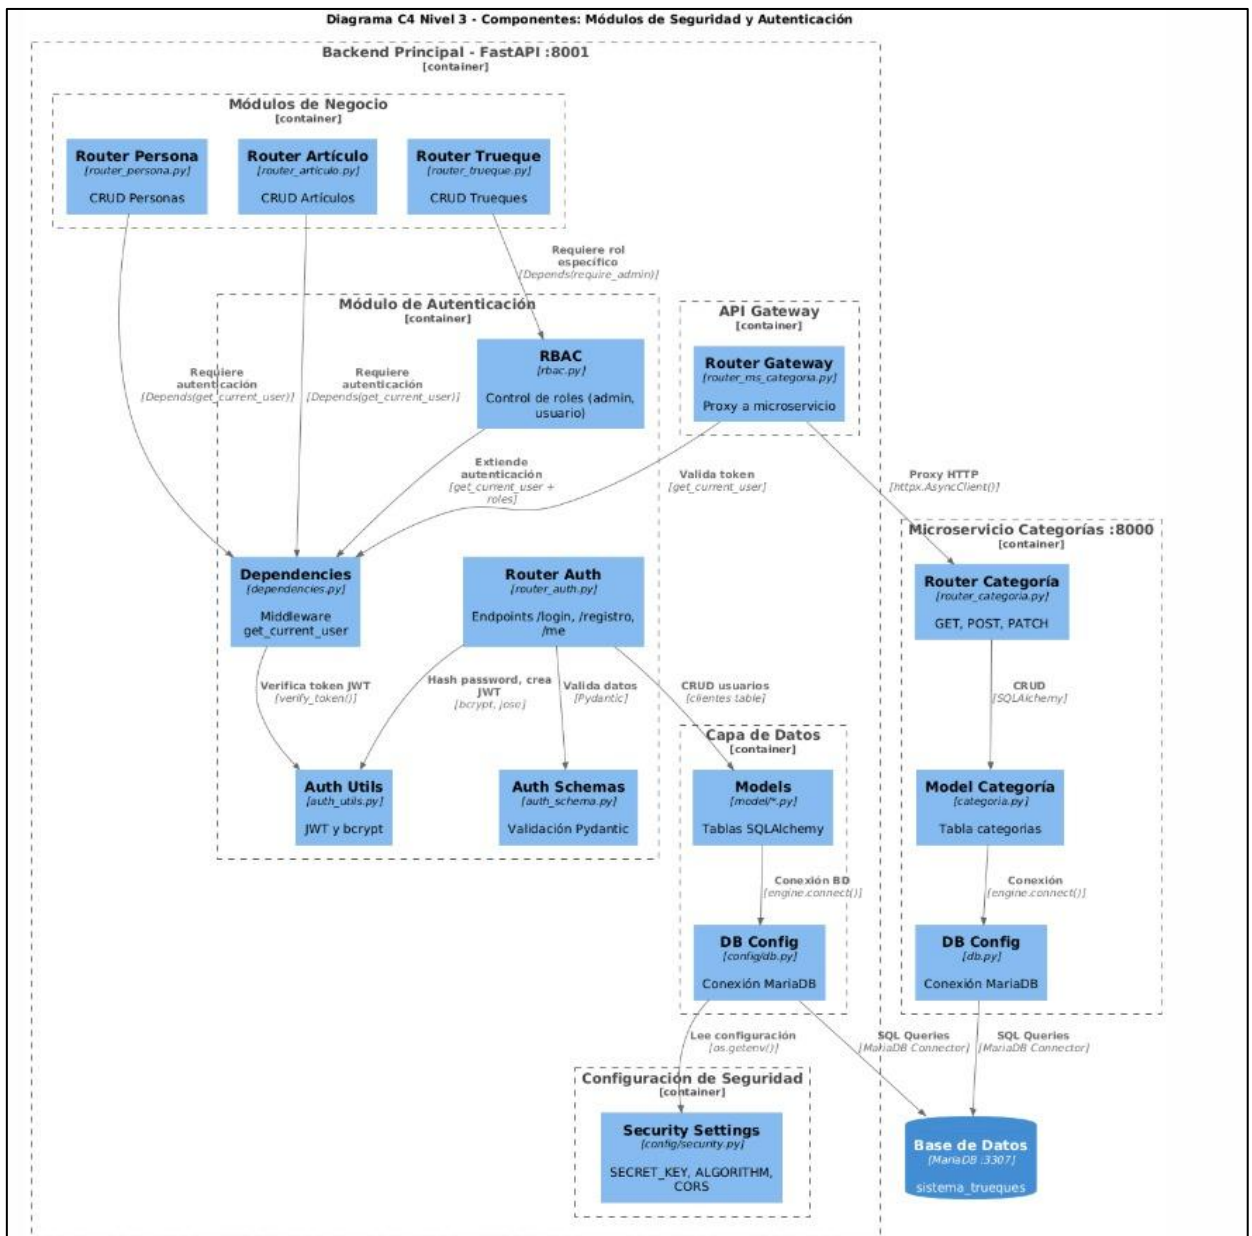 Diagrama C4 Nivel 3 - Componentes: Módulos de Seguridad y Autenticación
Backend Principal - FastAPI :8001
[container]
Módulos de Negocio
[container]
Router Persona
[router_persona.py]
CRUD Personas
Router Artículo
[router_articulo.py]
CRUD Artículos
Router Trueque
[router_trueque.py]
CRUD Trueques
Requiere rol
específico
[Depends(require_admin)]
Módulo de Autenticación
[container]
API Gateway
[container]
RBAC
[rbac.py]
Control de roles (admin,
usuario)
Router Gateway
[router_ms_categoria.py]
Proxy a microservicio
Requiere
autenticación
[Depends(get_current_user)]
Requiere
autenticación
[Depends(get_current_user)]
Extiende
autenticación
[get_current_user +
roles]
Valida token
[get_current_user]
Proxy HTTP
[httpx.AsyncClient()]
Microservicio Categorías :8000
[container]
Dependencies
[dependencies.py]
Middleware
get_current_user
Router Auth
[router_auth.py]
Endpoints /login, /registro,
/me
Router Categoría
[router_categoria.py]
GET, POST, PATCH
Verifica token JWT
[verify_token()]
Hash password, crea
JWT
[bcrypt, jose]
Valida datos
[Pydantic]
CRUD usuarios
[clientes table]
CRUD
[SQLAlchemy]
Capa de Datos
[container]
Auth Utils
[auth_utils.py]
JWT y bcrypt
Auth Schemas
[auth_schema.py]
Validación Pydantic
Models
[model/*.py]
Tablas SQLAlchemy
Model Categoría
[categoria.py]
Tabla categorias
Conexión BD
[engine.connect()]
Conexión
[engine.connect()]
DB Config
[config/db.py]
Conexión MariaDB
DB Config
[db.py]
Conexión MariaDB
Lee configuración
[os.getenv()]
SQL Queries
[MariaDB Connector]
SQL Queries
[MariaDB Connector]
Configuración de Seguridad
[container]
Security Settings
[config/security.py]
SECRET_KEY, ALGORITHM,
CORS
Base de Datos
[MariaDB :3307]
sistema_trueques